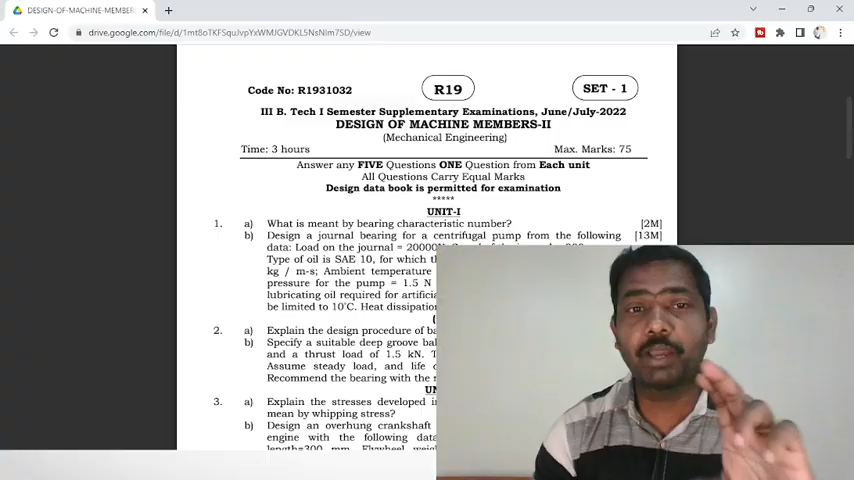 DESIGN-OF-MACHINE-MEMBERS
drive.google.com/file/d/1mt8oTKFSquJvpYxWMJGVDKL5NsNlm7SD/view
Code No: R1931032
R19
SET - 1
III B. Tech I Semester Supplementary Examinations, June/July-2022
DESIGN OF MACHINE MEMBERS-II
(Mechanical Engineering)
Time: 3 hours Max. Marks: 75
Answer any FIVE Questions ONE Question from Each unit
All Questions Carry Equal Marks
Design data book is permitted for examination
*****
UNIT-I
1. a) What is meant by bearing characteristic number? [2M]
b) Design a journal bearing for a centrifugal pump from the following [13M]
data: Load on the journal = 20000
Type of oil is SAE 10, for which
kg / m-s; Ambient temperature
pressure for the pump = 1.5 N
lubricating oil required for
be limited to 10°C. Heat
2. a) Explain the design procedure of
b) Specify a suitable deep groove
and a thrust load of 1.5 kN.
Assume steady load, and life
Recommend the bearing with the
3. a) Explain the stresses developed
mean by whipping stress?
b) Design an overhung crankshaft
engine with the following
length=300 mm, Flywheel